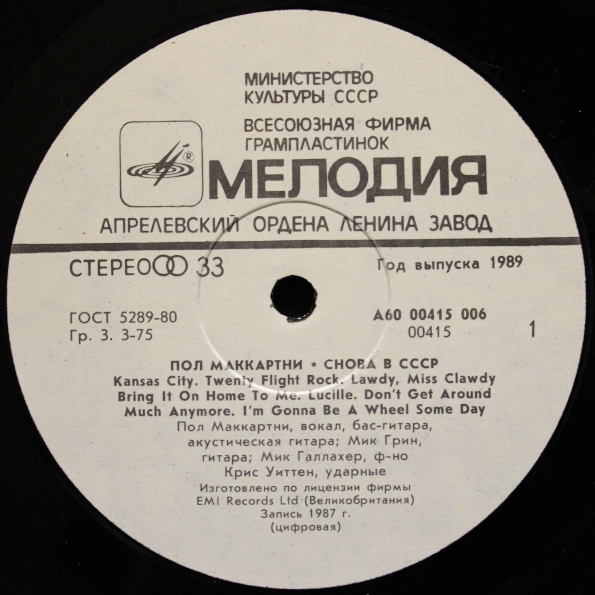 МИНИСТЕРСТВО
КУЛЬТУРЫ СССР
ВСЕСОЮЗНАЯ ФИРМА
ГРАМПЛАСТИНОК
®
МЕЛОДИЯ
АПРЕЛЕВСКИЙ ОРДЕНА ЛЕНИНА ЗАВОД
СТЕРЕО 33
Год выпуска 1989
ГОСТ 5289-80
А60 00415 006
Гр. 3. 3-75
00415
1
ПОЛ МАККАРТНИ ★ СНОВА В СССР
Kansas City. Twenty Flight Rock. Lawdy, Miss Clawdy
Bring It On Home To Me. Lucille. Don't Get Around
Much Anymore. I'm Gonna Be A Wheel Some Day
Пол Маккартни, вокал, бас-гитара,
акустическая гитара; Мик Грин,
гитара; Мик Галлахер, ф-но
Крис Уиттен, ударные
Изготовлено по лицензии фирмы
EMI Records Ltd (Великобритания)
Запись 1987 г.
(цифровая)